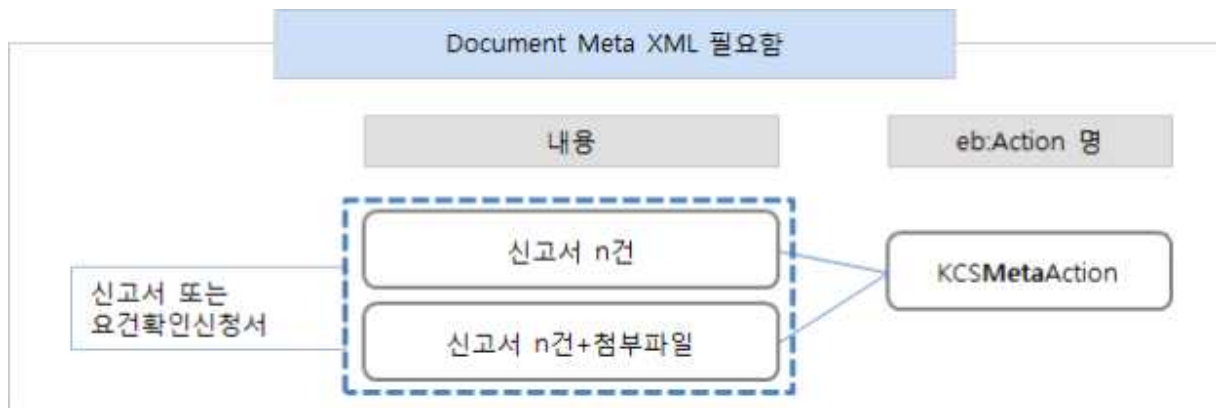 Document Meta XML 필요함
내용
eb:Action 명
신고서 n건
신고서 또는
요건확인신청서
KCSMetaAction
신고서 n건+첨부파일